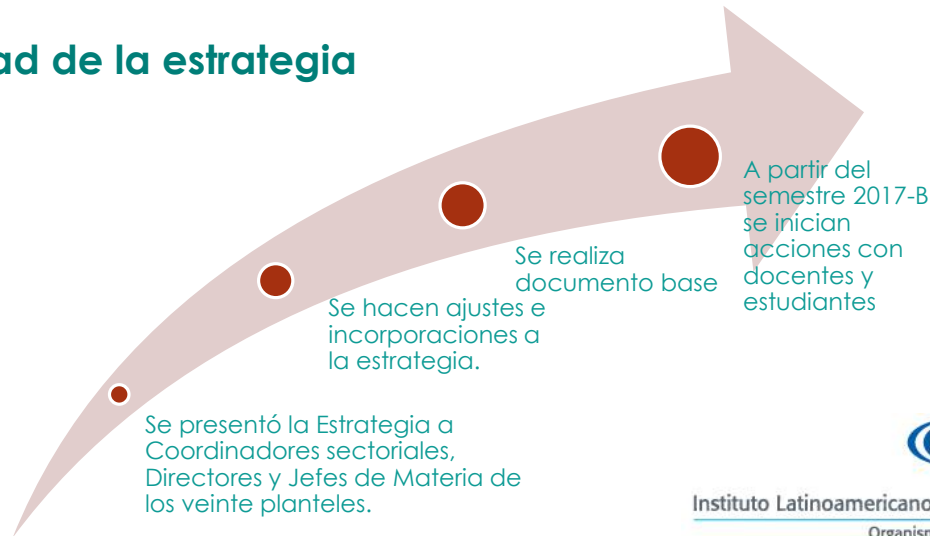 ad de la estrategia
A partir del
semestre 2017-B
se inician
acciones con
docentes y
estudiantes
Se realiza
documento base
Se hacen ajustes e
incorporaciones a
la estrategia.
Se presentó la Estrategia a
Coordinadores sectoriales,
Directores y Jefes de Materia de
los veinte planteles.
Instituto Latinoamericano
Organism